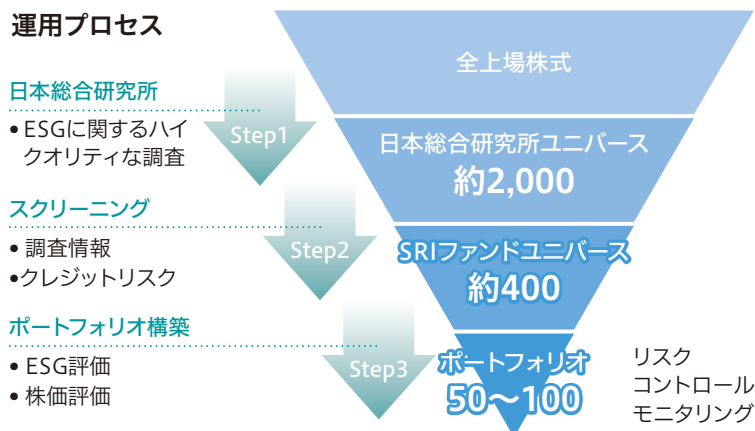 運用プロセス
日本総合研究所
• ESGに関するハイ
クオリティな調査
Step1
スクリーニング
• 調査情報
•クレジットリスク
Step2
ポートフォリオ構築
• ESG評価
• 株価評価
Step3
全上場株式
日本総合研究所ユニバース
約2,000
SRIファンドユニバース
約400
ポートフォリオ
50〜100
リスク
コントロール
モニタリング